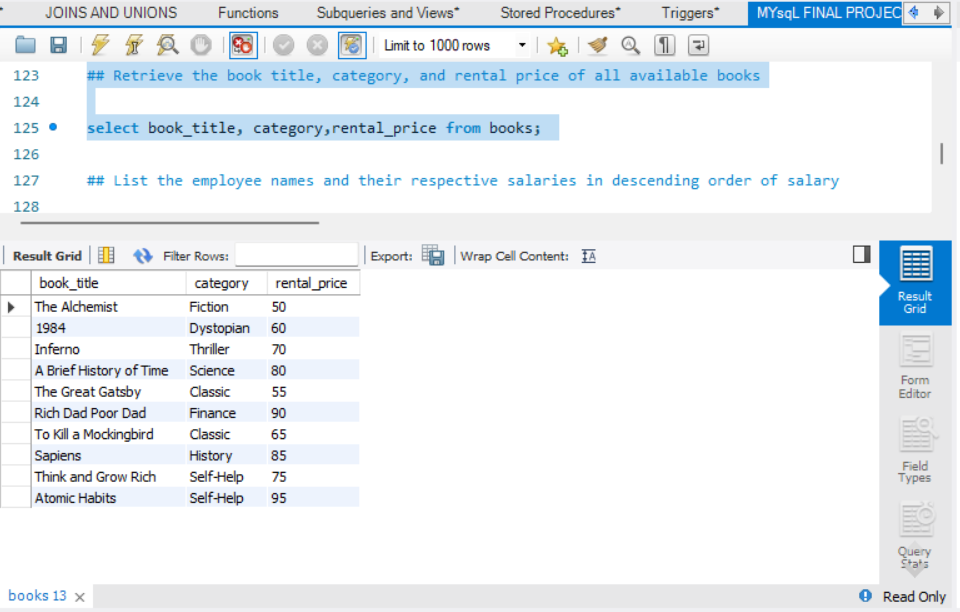 JOINS AND UNIONS Functions Subqueries and Views* Stored Procedures* Triggers* MYsqL FINAL PROJEC
Limit to 1000 rows
123 ## Retrieve the book title, category, and rental price of all available books
124
125 select book_title, category,rental_price from books;
126
127 ## List the employee names and their respective salaries in descending order of salary
128
Result Grid Filter Rows: Export: Wrap Cell Content:
book_title category rental_price
The Alchemist Fiction 50
1984 Dystopian 60
Inferno Thriller 70
A Brief History of Time Science 80
The Great Gatsby Classic 55
Rich Dad Poor Dad Finance 90
To Kill a Mockingbird Classic 65
Sapiens History 85
Think and Grow Rich Self-Help 75
Atomic Habits Self-Help 95
Result
Grid
Form
Editor
Field
Types
Query
Stats
books 13 Read Only